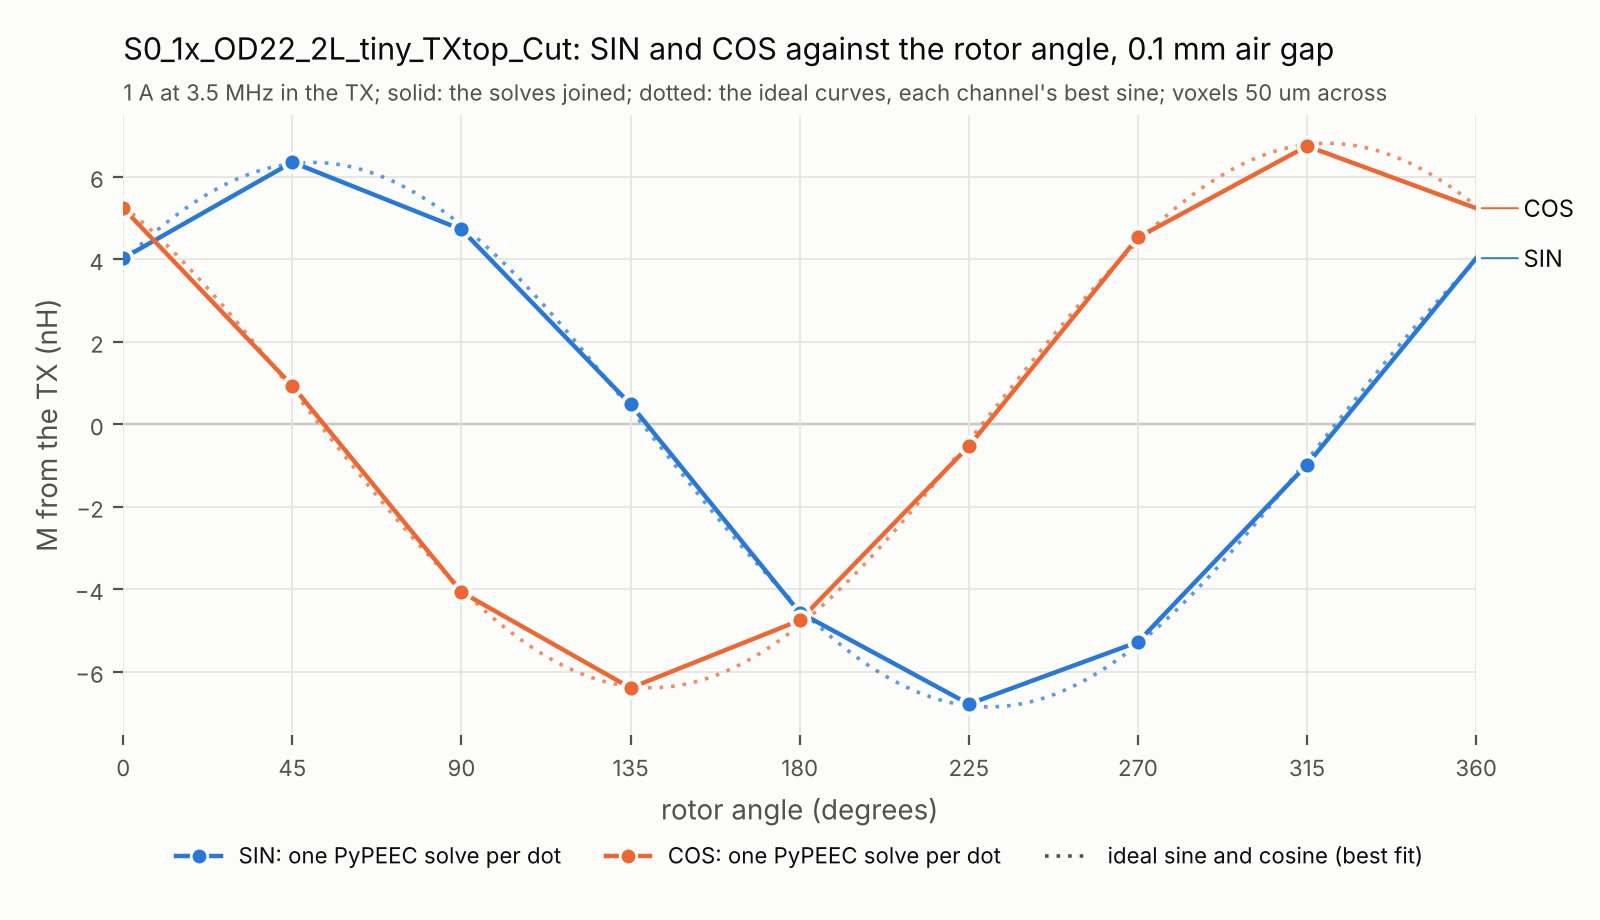 S0_1x_OD22_2L_tiny_TXtop_Cut: SIN and COS against the rotor angle, 0.1 mm air gap
1 A at 3.5 MHz in the TX; solid: the solves joined; dotted: the ideal curves, each channel's best sine; voxels 50 um across
M from the TX (nH)
6
4
2
0
−2
−4
−6
COS
SIN
0 45 90 135 180 225 270 315 360
rotor angle (degrees)
SIN: one PyPEEC solve per dot COS: one PyPEEC solve per dot ideal sine and cosine (best fit)